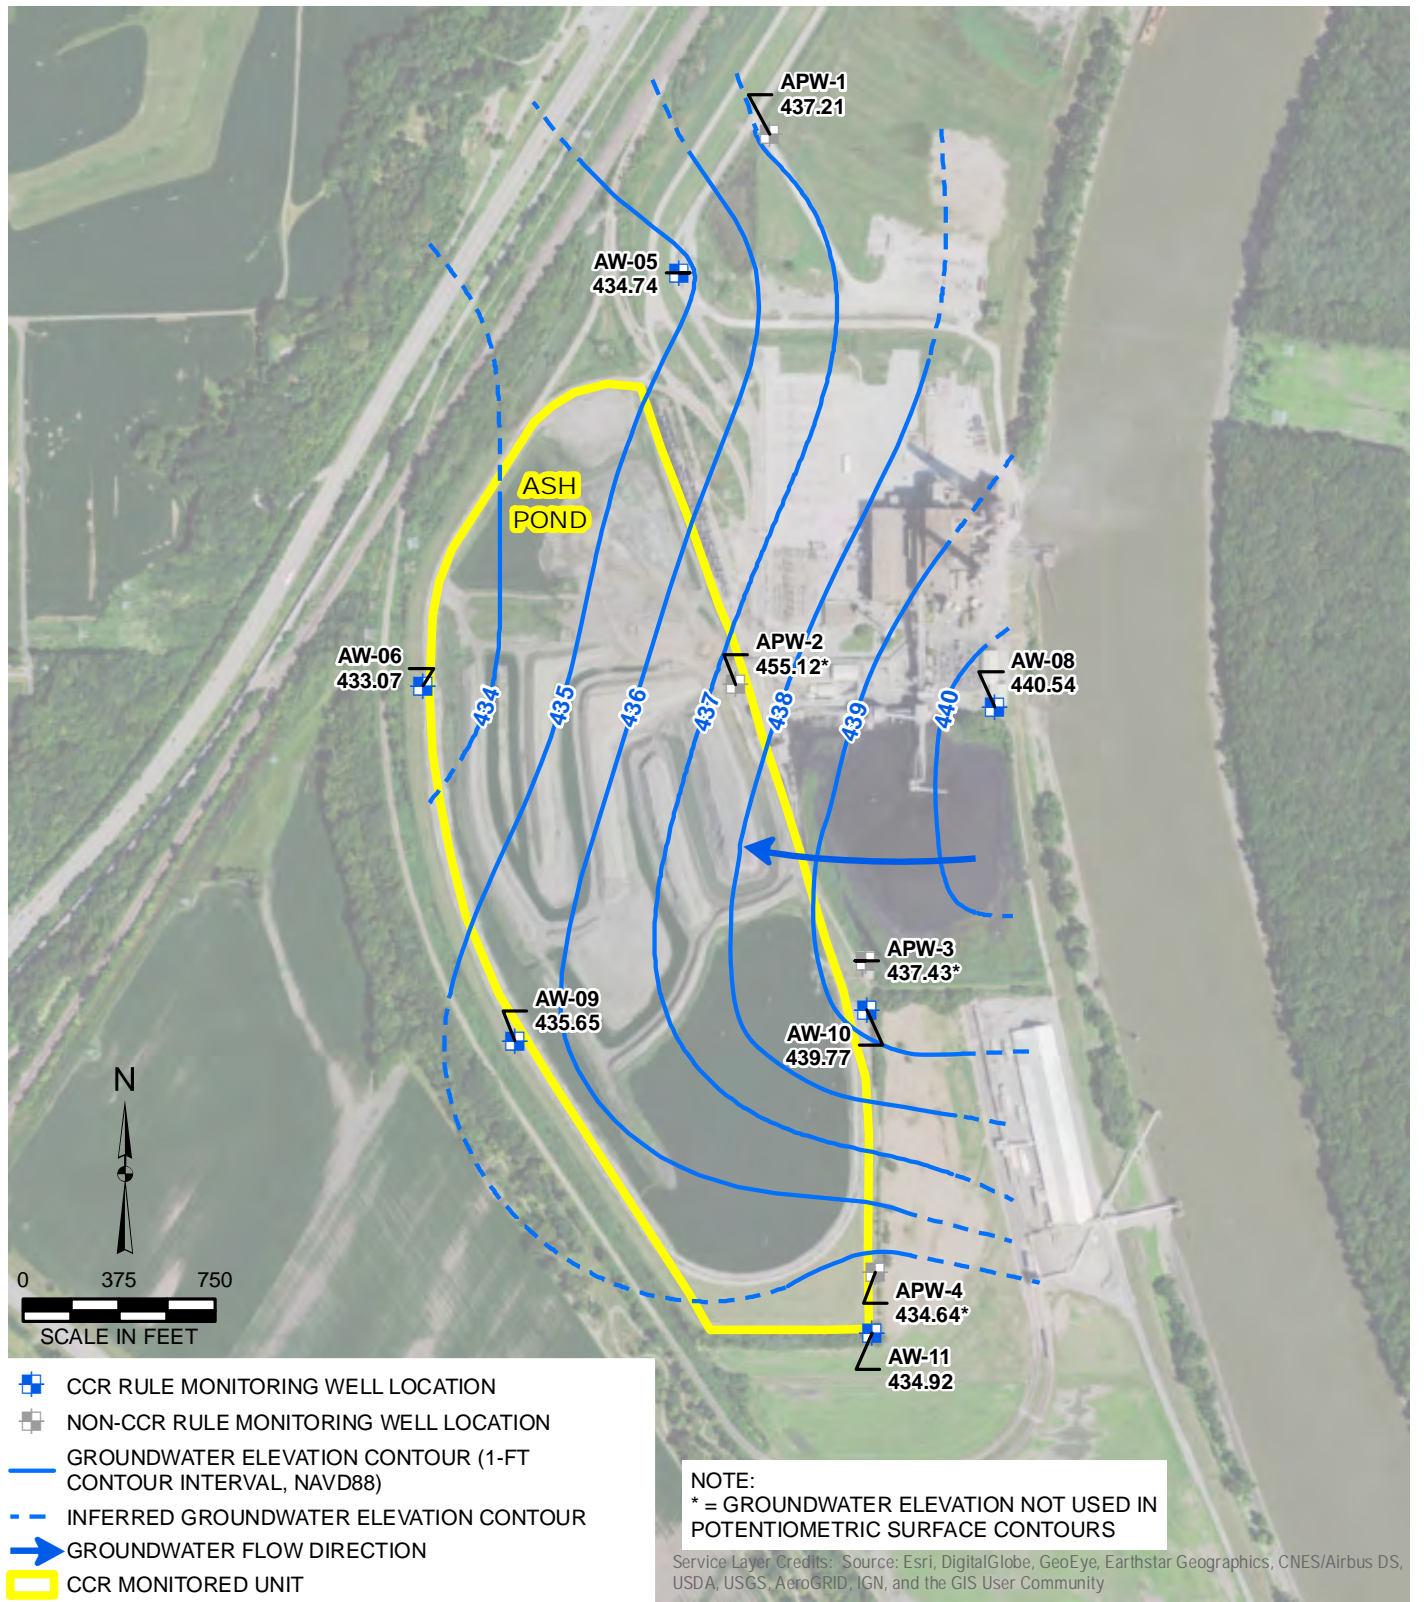 APW-1
437.21
AW-05
434.74
ASH
POND
APW-2
455.12*
AW-06
433.07
AW-08
440.54
434
435
436
437
438
439
440
APW-3
437.43*
AW-09
435.65
AW-10
439.77
N
0 375 750
SCALE IN FEET
APW-4
434.64*
AW-11
434.92
CCR RULE MONITORING WELL LOCATION
NON-CCR RULE MONITORING WELL LOCATION
GROUNDWATER ELEVATION CONTOUR (1-FT
CONTOUR INTERVAL, NAVD88)
INFERRED GROUNDWATER ELEVATION CONTOUR
GROUNDWATER FLOW DIRECTION
CCR MONITORED UNIT
NOTE:
* = GROUNDWATER ELEVATION NOT USED IN
POTENTIOMETRIC SURFACE CONTOURS
Service Layer Credits: Source: Esri, DigitalGlobe, GeoEye, Earthstar Geographics, CNES/Airbus DS,
USDA, USGS, AeroGRID, IGN, and the GIS User Community